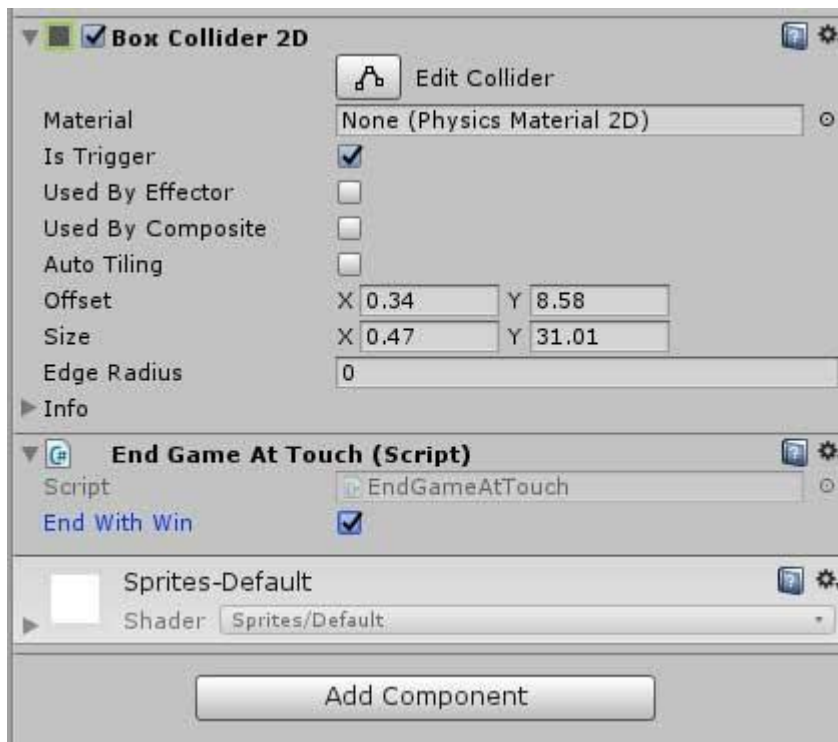 Box Collider 2D
Edit Collider
Material None (Physics Material 2D)
Is Trigger
Used By Effector
Used By Composite
Auto Tiling
Offset X 0.34 Y 8.58
Size X 0.47 Y 31.01
Edge Radius 0
Info
C# End Game At Touch (Script)
Script EndGameAtTouch
End With Win
Sprites-Default
Shader Sprites/Default
Add Component